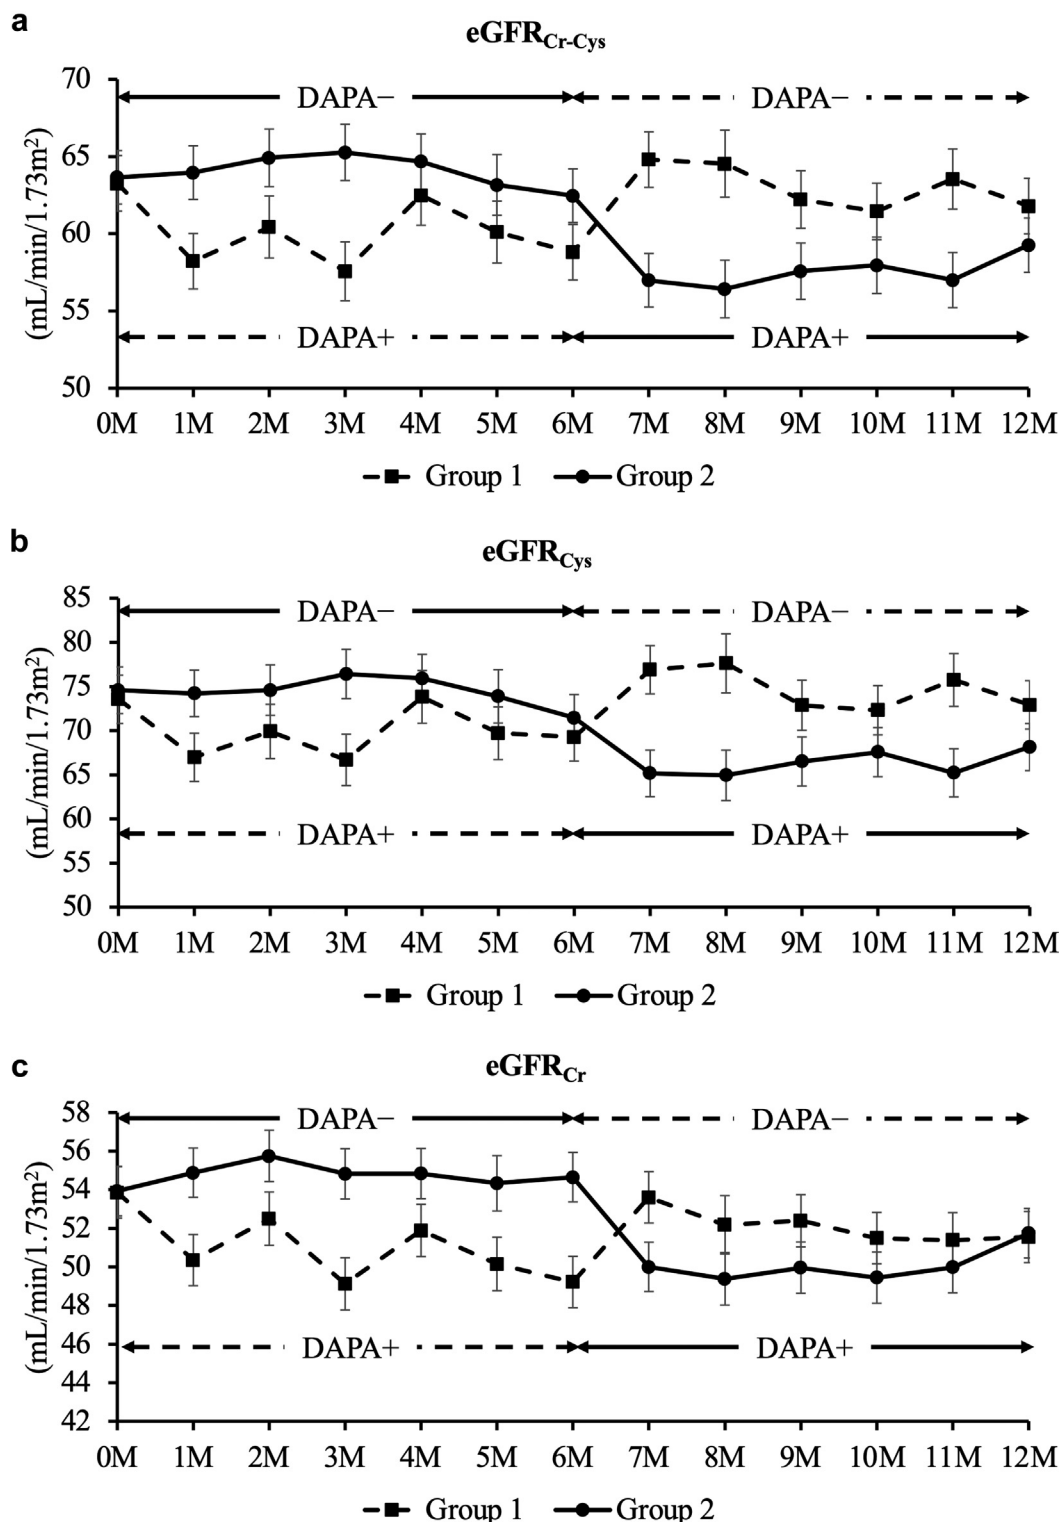 a
eGFRCr-Cys
(mL/min/1.73m²)
70
65
60
55
50
DAPA− DAPA−
DAPA+ DAPA+
0M 1M 2M 3M 4M 5M 6M 7M 8M 9M 10M 11M 12M
Group 1 Group 2
b
eGFRCys
(mL/min/1.73m²)
85
80
75
70
65
60
55
50
DAPA− DAPA−
DAPA+ DAPA+
0M 1M 2M 3M 4M 5M 6M 7M 8M 9M 10M 11M 12M
Group 1 Group 2
c
eGFRCr
(mL/min/1.73m²)
58
56
54
52
50
48
46
44
42
DAPA− DAPA−
DAPA+ DAPA+
0M 1M 2M 3M 4M 5M 6M 7M 8M 9M 10M 11M 12M
Group 1 Group 2